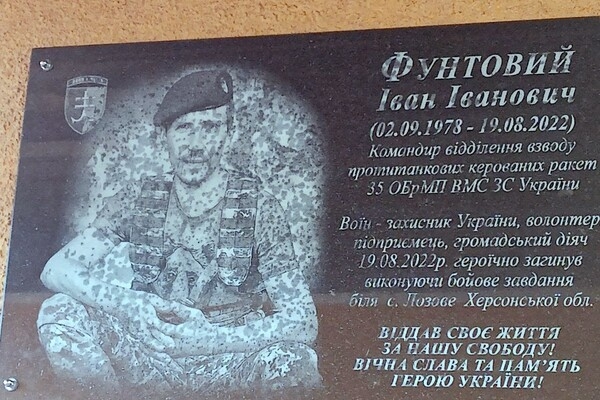 ФУНТОВИЙ
Іван Іванович
(02.09.1978 - 19.08.2022)
Командир відділення взводу
протитанкових керованих ракет
35 ОБрМП ВМС ЗС України
Воїн - захисник України, волонтер
підприємець, громадський діяч
19.08.2022р. героїчно загинув
виконуючи бойове завдання
біля с. Лозове Херсонської обл.
ВІДДАВ СВОЄ ЖИТТЯ
ЗА НАШУ СВОБОДУ!
ВІЧНА СЛАВА ТА ПАМ'ЯТЬ
ГЕРОЮ УКРАЇНИ!